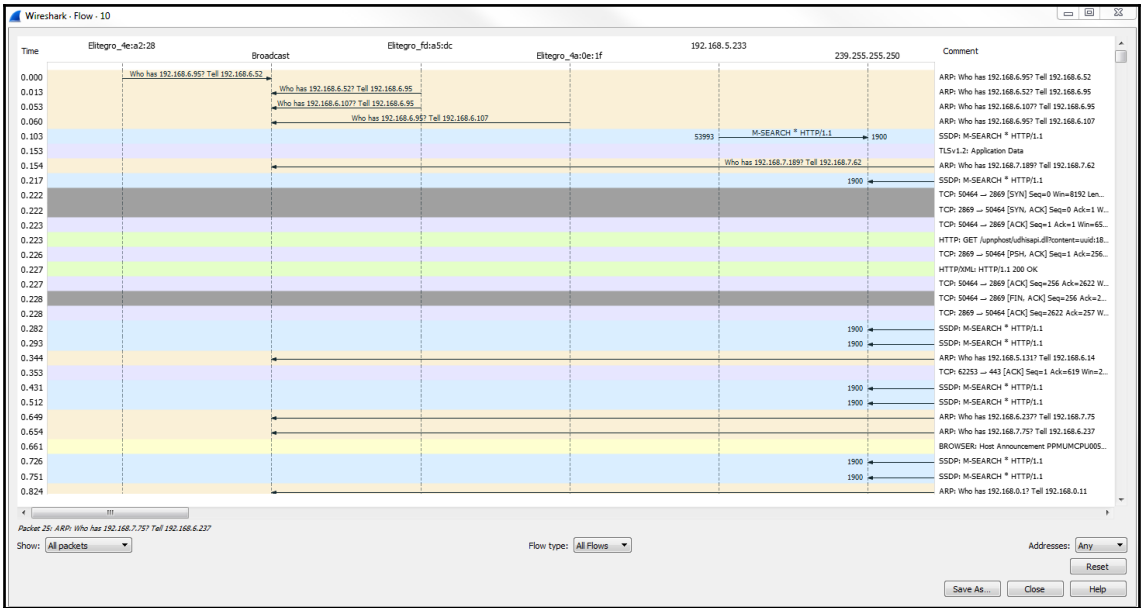 Wireshark · Flow · 10
Time
Elitegro_4e:a2:28
Broadcast
Elitegro_fd:a5:dc
Elitegro_4a:0e:1f
192.168.5.233
239.255.255.250
Comment
0.000 Who has 192.168.6.95? Tell 192.168.6.52 ARP: Who has 192.168.6.95? Tell 192.168.6.52
0.013 Who has 192.168.6.52? Tell 192.168.6.95 ARP: Who has 192.168.6.52? Tell 192.168.6.95
0.053 Who has 192.168.6.107? Tell 192.168.6.95 ARP: Who has 192.168.6.107? Tell 192.168.6.95
0.060 Who has 192.168.6.95? Tell 192.168.6.107 ARP: Who has 192.168.6.95? Tell 192.168.6.107
0.103 53993 M-SEARCH * HTTP/1.1 1900 SSDP: M-SEARCH * HTTP/1.1
0.153 TLSv1.2: Application Data
0.154 Who has 192.168.7.189? Tell 192.168.7.62 ARP: Who has 192.168.7.189? Tell 192.168.7.62
0.217 1900 SSDP: M-SEARCH * HTTP/1.1
0.222 TCP: 50464 → 2869 [SYN] Seq=0 Win=8192 Len...
0.222 TCP: 2869 → 50464 [SYN, ACK] Seq=0 Ack=1 W...
0.223 TCP: 50464 → 2869 [ACK] Seq=1 Ack=1 Win=65...
0.223 HTTP: GET /upnphost/udhisapi.dll?content=uuid:18...
0.226 TCP: 2869 → 50464 [PSH, ACK] Seq=1 Ack=256...
0.227 HTTP/XML: HTTP/1.1 200 OK
0.227 TCP: 50464 → 2869 [ACK] Seq=256 Ack=2622 W...
0.228 TCP: 50464 → 2869 [FIN, ACK] Seq=256 Ack=2...
0.228 TCP: 2869 → 50464 [ACK] Seq=2622 Ack=257 W...
0.282 1900 SSDP: M-SEARCH * HTTP/1.1
0.293 1900 SSDP: M-SEARCH * HTTP/1.1
0.344 ARP: Who has 192.168.5.131? Tell 192.168.6.14
0.353 TCP: 62253 → 443 [ACK] Seq=1 Ack=619 Win=2...
0.431 1900 SSDP: M-SEARCH * HTTP/1.1
0.512 1900 SSDP: M-SEARCH * HTTP/1.1
0.649 ARP: Who has 192.168.6.237? Tell 192.168.7.75
0.654 ARP: Who has 192.168.7.75? Tell 192.168.6.237
0.661 BROWSER: Host Announcement PPMUMCPU005...
0.726 1900 SSDP: M-SEARCH * HTTP/1.1
0.751 1900 SSDP: M-SEARCH * HTTP/1.1
0.824 ARP: Who has 192.168.0.1? Tell 192.168.0.11
Packet 25: ARP: Who has 192.168.7.75? Tell 192.168.6.237
Show: All packets Flow type: All Flows Addresses: Any
Reset
Save As... Close Help